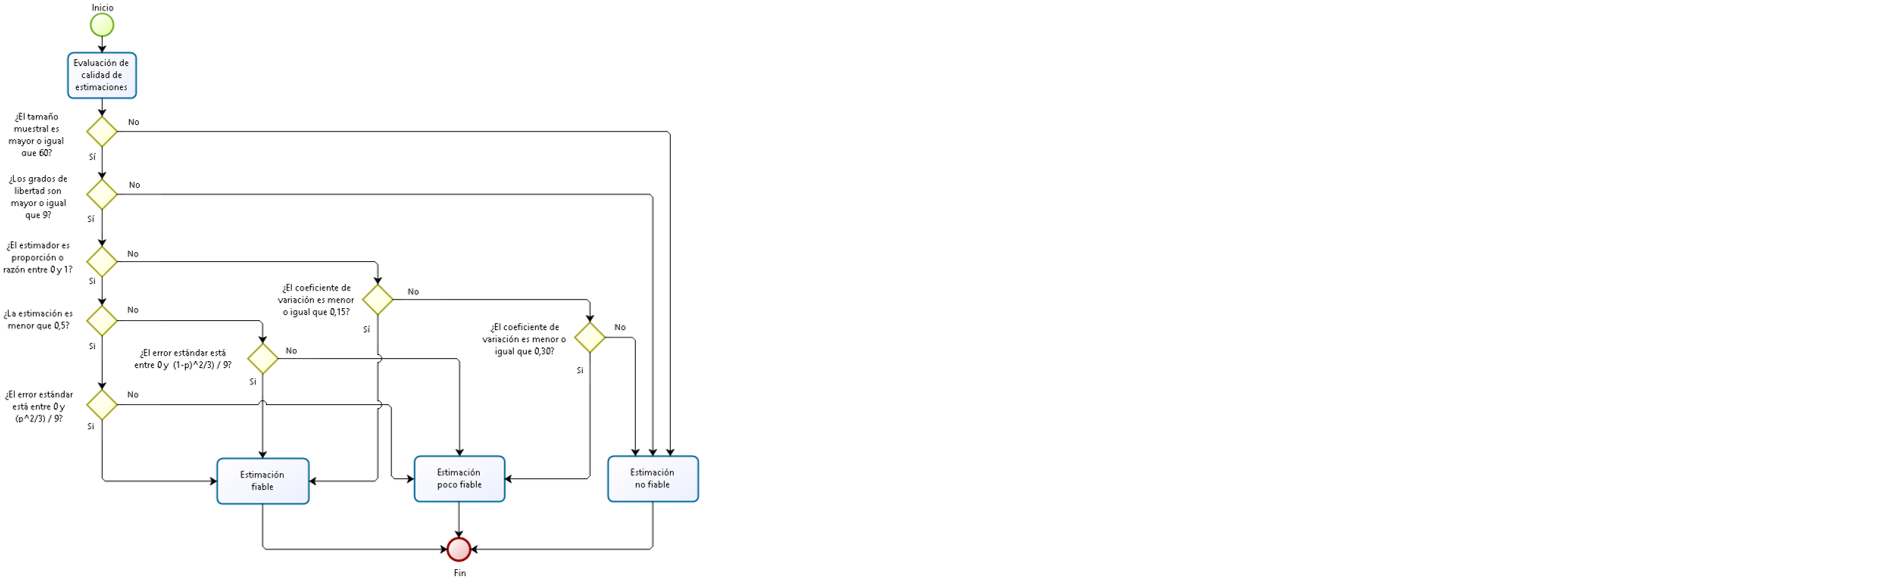 Inicio
Evaluación de
calidad de
estimaciones
¿El tamaño
muestral es
mayor o igual
que 60?
No
Sí
¿Los grados de
libertad son
mayor o igual
que 9?
No
Sí
¿El estimador es
proporción o
razón entre 0 y 1?
No
Si
¿El coeficiente de
variación es menor
o igual que 0,15?
No
Sí
¿La estimación es
menor que 0,5?
No
Si
¿El coeficiente de
variación es menor o
igual que 0,30?
No
Si
¿El error estándar está
entre 0 y (1-p)^2/3) / 9?
No
Si
¿El error estándar
está entre 0 y
(p^2/3) / 9?
No
Si
Estimación
fiable
Estimación
poco fiable
Estimación
no fiable
Fin